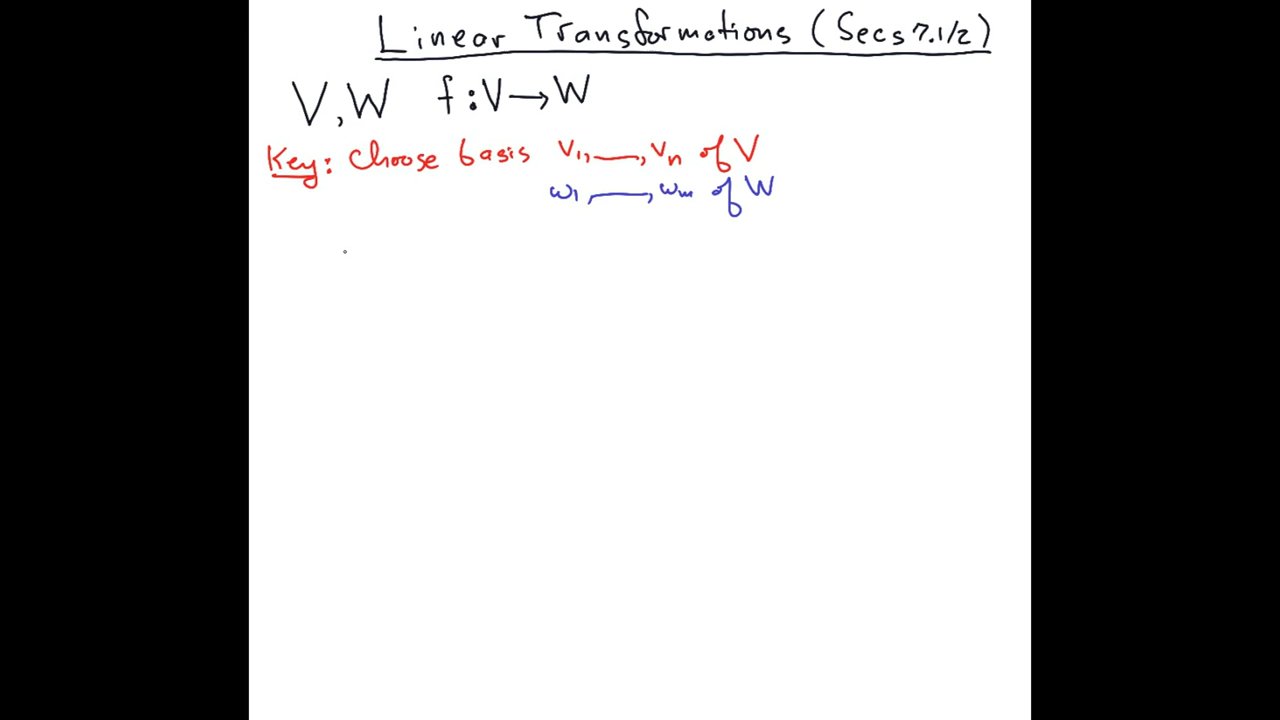 Linear Transformations (Secs 7.1/2)
V, W f : V → W
Key: Choose basis v₁, —, vₙ of V
w₁, —, wₘ of W